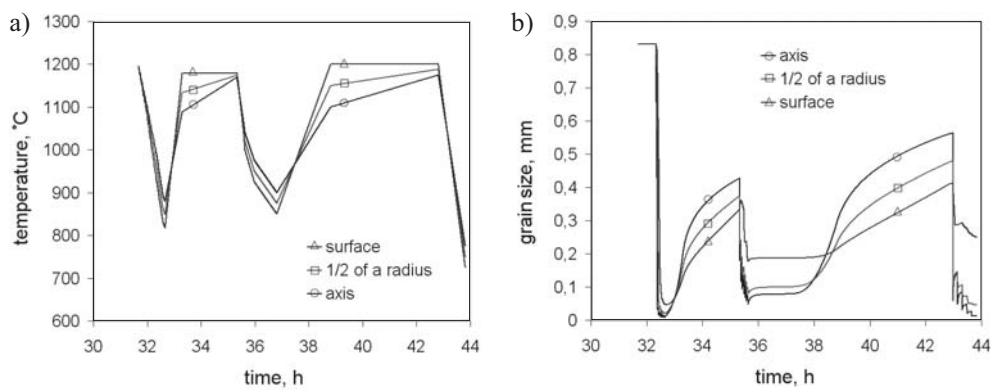 a)
temperature, °C
1300
1200
1100
1000
900
800
700
600
surface
1/2 of a radius
axis
30 32 34 36 38 40 42 44
time, h
b)
grain size, mm
0,9
0,8
0,7
0,6
0,5
0,4
0,3
0,2
0,1
0
axis
1/2 of a radius
surface
30 32 34 36 38 40 42 44
time, h